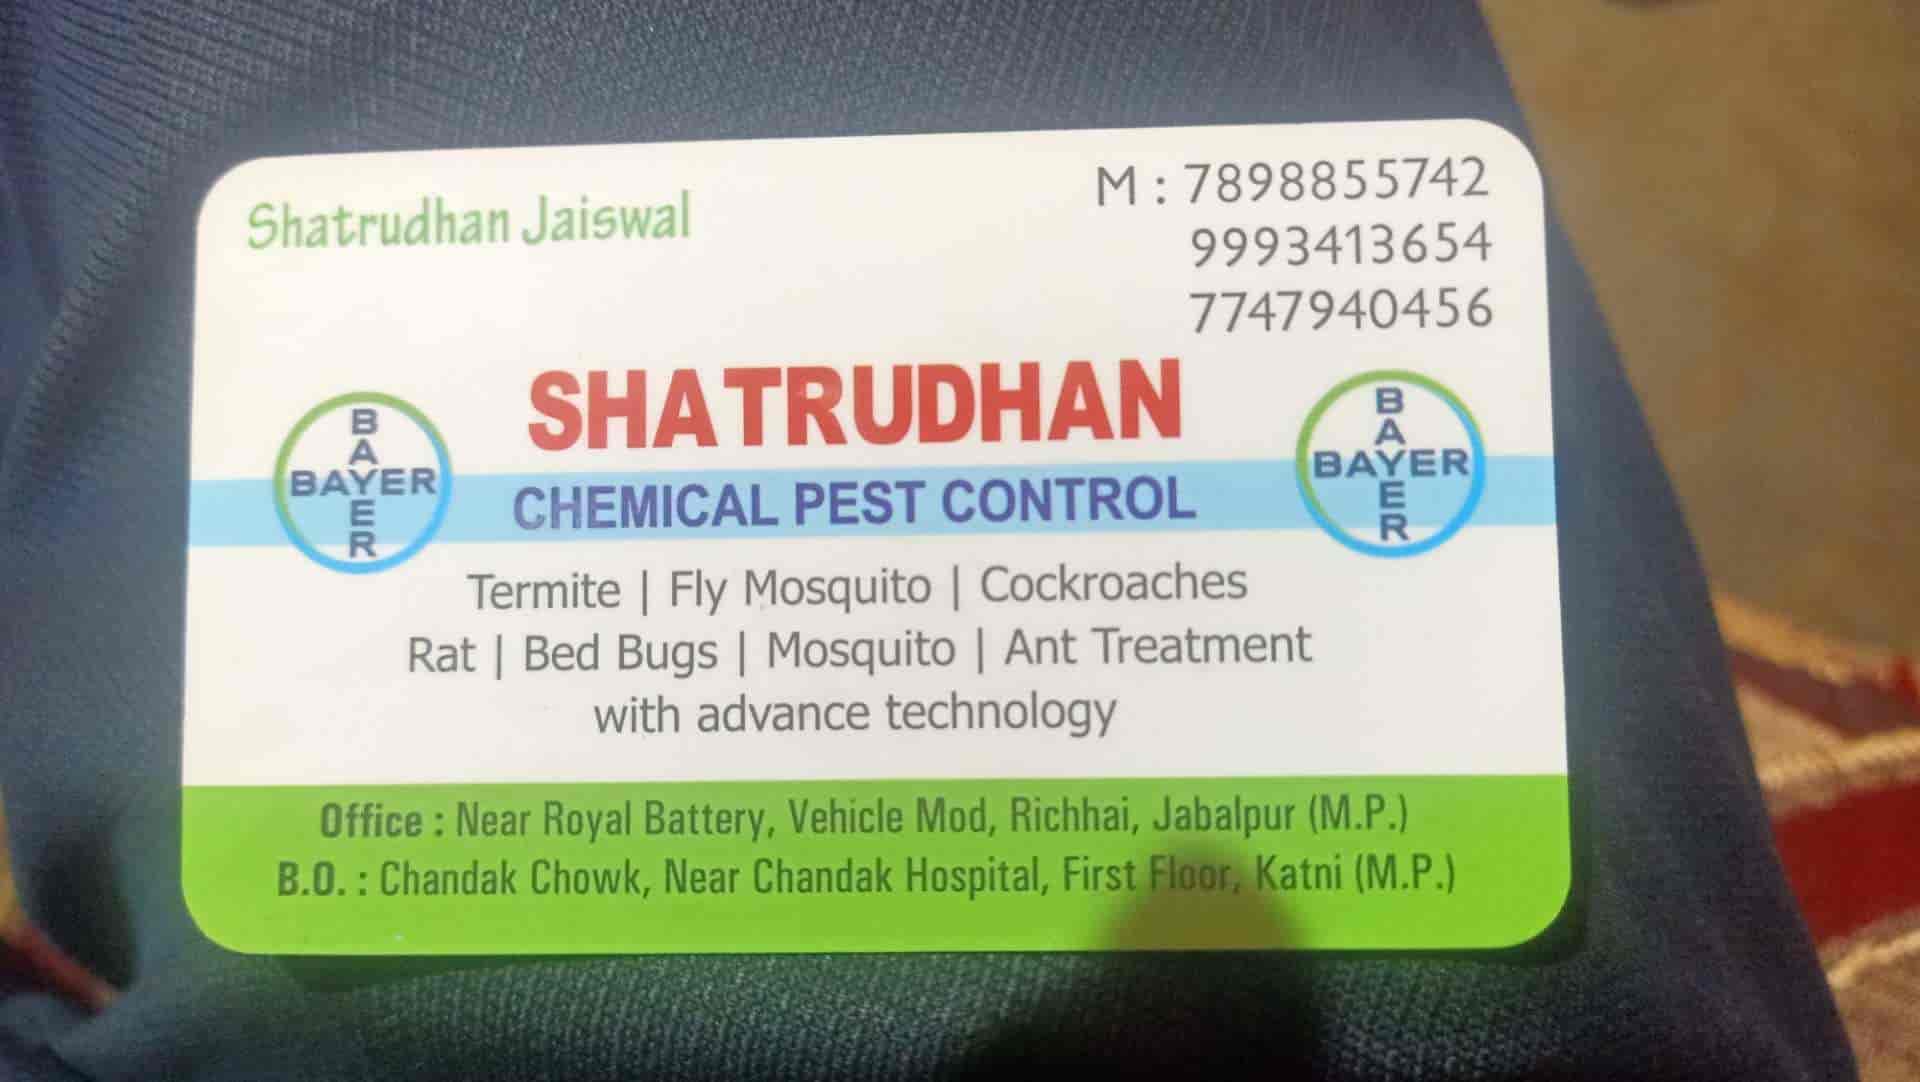 Shatrudhan Jaiswal
M : 7898855742
9993413654
7747940456
SHATRUDHAN
BAYER
BAYER
BAYER
BAYER
CHEMICAL PEST CONTROL
Termite | Fly Mosquito | Cockroaches
Rat | Bed Bugs | Mosquito | Ant Treatment
with advance technology
Office : Near Royal Battery, Vehicle Mod, Richhai, Jabalpur (M.P.)
B.O. : Chandak Chowk, Near Chandak Hospital, First Floor, Katni (M.P.)